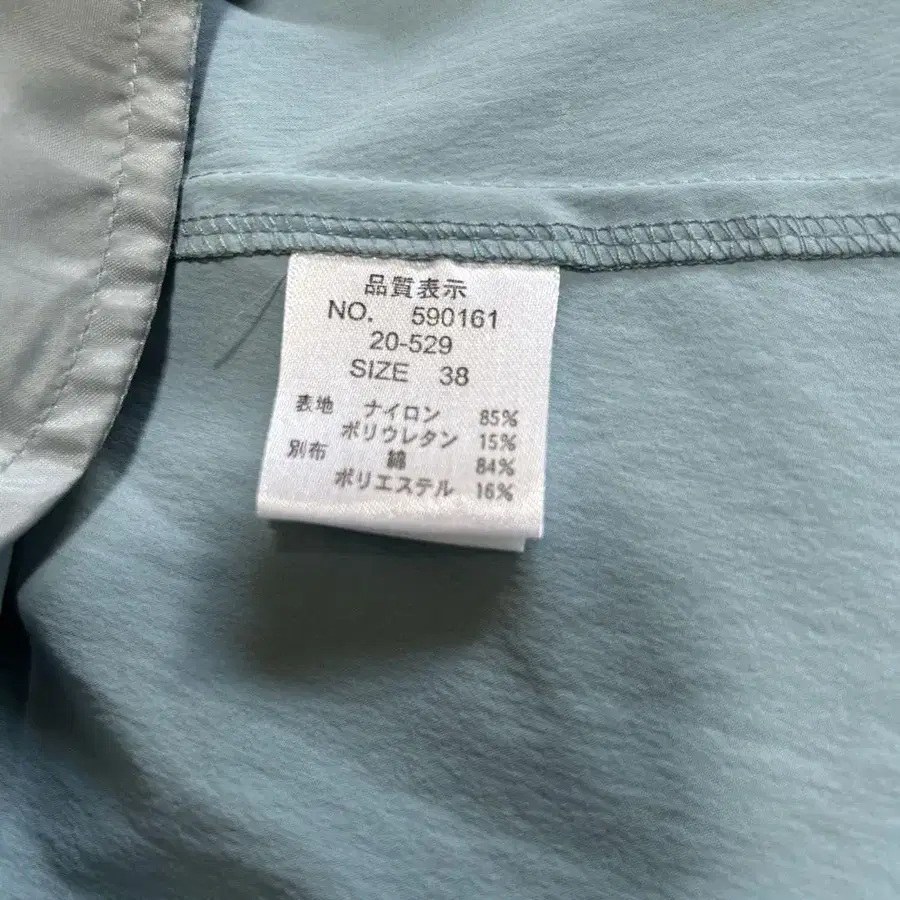 品質表示
NO. 590161
20-529
SIZE 38
表地 ナイロン 85%
ポリウレタン 15%
別布 綿 84%
ポリエステル 16%